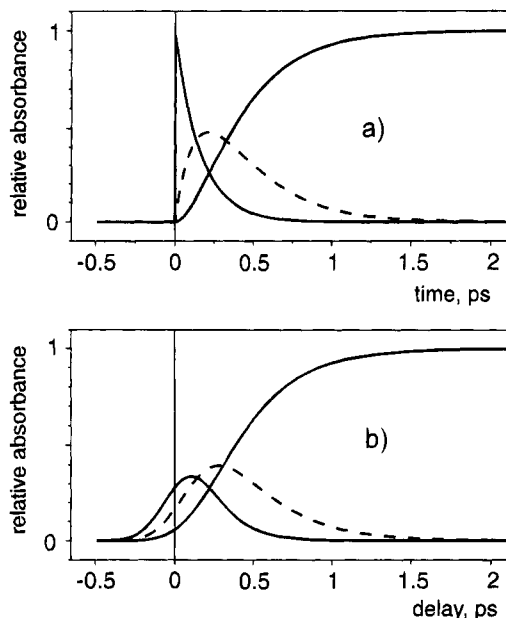 1
0
relative absorbance
a)
-0.5 0 0.5 1 1.5 2
time, ps
1
0
relative absorbance
b)
-0.5 0 0.5 1 1.5 2
delay, ps